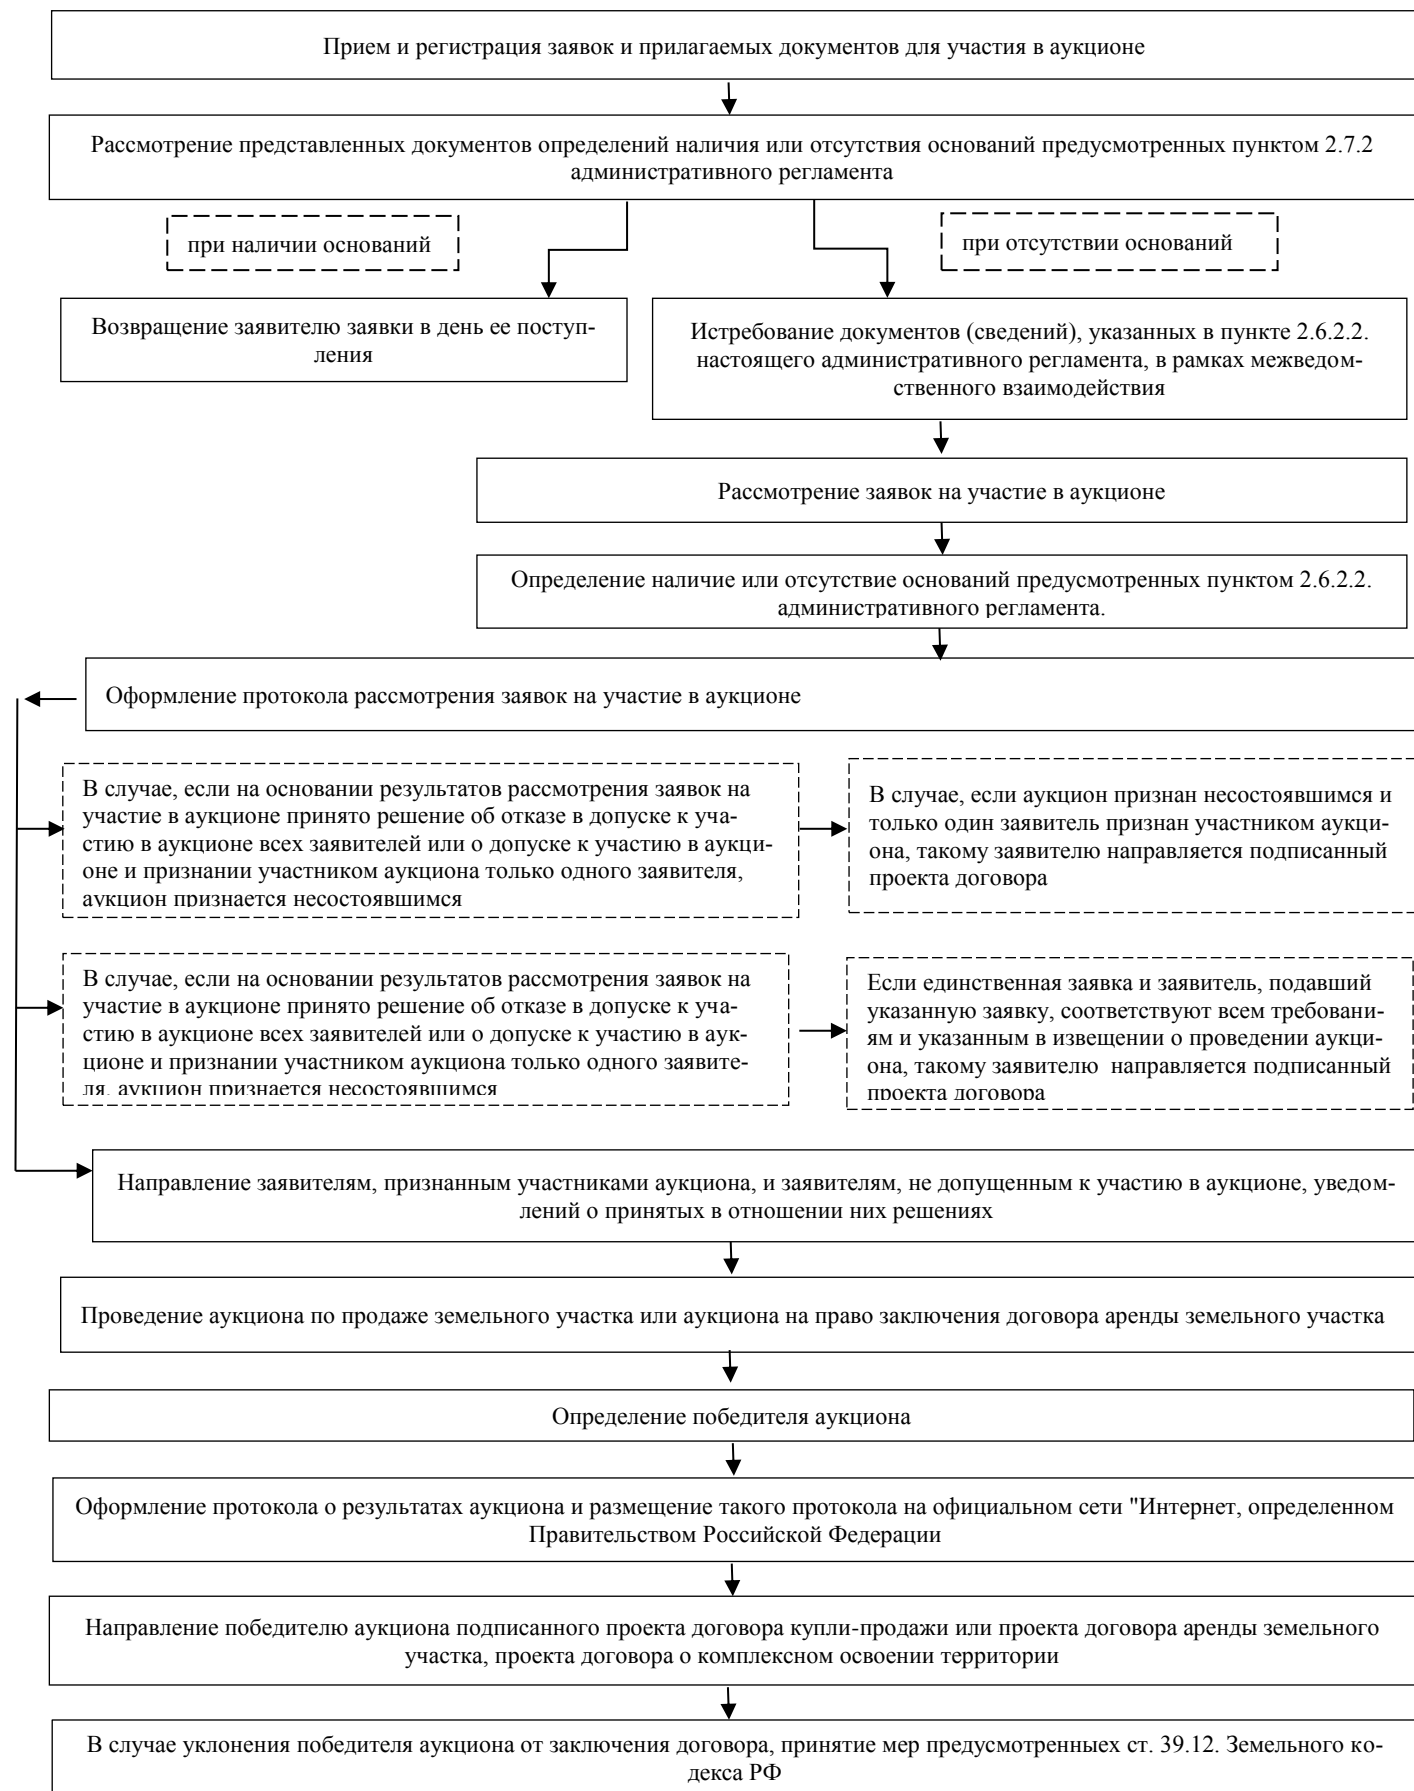 Прием и регистрация заявок и прилагаемых документов для участия в аукционе
Рассмотрение представленных документов определений наличия или отсутствия оснований предусмотренных пунктом 2.7.2
административного регламента
при наличии оснований
при отсутствии оснований
Возвращение заявителю заявки в день ее поступ-
ления
Истребование документов (сведений), указанных в пункте 2.6.2.2.
настоящего административного регламента, в рамках межведом-
ственного взаимодействия
Рассмотрение заявок на участие в аукционе
Определение наличие или отсутствие оснований предусмотренных пунктом 2.6.2.2.
административного регламента.
Оформление протокола рассмотрения заявок на участие в аукционе
В случае, если на основании результатов рассмотрения заявок на
участие в аукционе принято решение об отказе в допуске к уча-
стию в аукционе всех заявителей или о допуске к участию в аукци-
оне и признании участником аукциона только одного заявителя,
аукцион признается несостоявшимся
В случае, если аукцион признан несостоявшимся и
только один заявитель признан участником аукци-
она, такому заявителю направляется подписанный
проекта договора
В случае, если на основании результатов рассмотрения заявок на
участие в аукционе принято решение об отказе в допуске к уча-
стию в аукционе всех заявителей или о допуске к участию в аук-
ционе и признании участником аукциона только одного заявите-
ля, аукцион признается несостоявшимся
Если единственная заявка и заявитель, подавший
указанную заявку, соответствуют всем требовани-
ям и указанным в извещении о проведении аукци-
она, такому заявителю  направляется подписанный
проекта договора
Направление заявителям, признанным участниками аукциона, и заявителям, не допущенным к участию в аукционе, уведом-
лений о принятых в отношении них решениях
Проведение аукциона по продаже земельного участка или аукциона на право заключения договора аренды земельного участка
Определение победителя аукциона
Оформление протокола о результатах аукциона и размещение такого протокола на официальном сети "Интернет, определенном
Правительством Российской Федерации
Направление победителю аукциона подписанного проекта договора купли-продажи или проекта договора аренды земельного
участка, проекта договора о комплексном освоении территории
В случае уклонения победителя аукциона от заключения договора, принятие мер предусмотренныех ст. 39.12. Земельного ко-
декса РФ